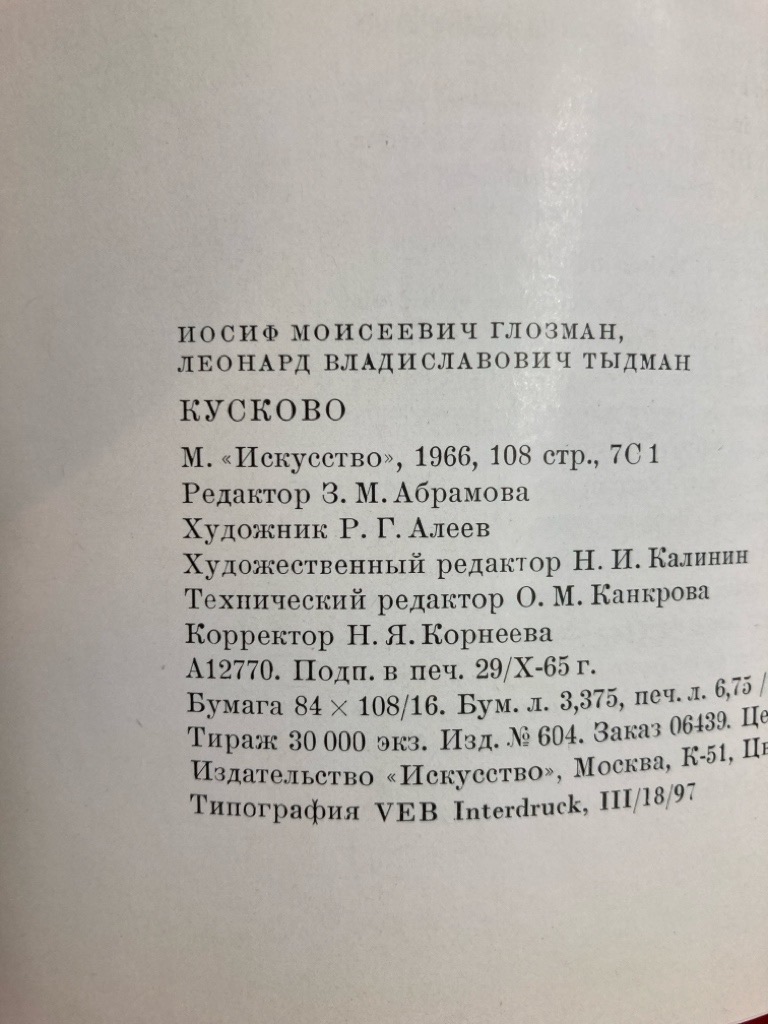 ИОСИФ МОИСЕЕВИЧ ГЛОЗМАН,
ЛЕОНАРД ВЛАДИСЛАВОВИЧ ТЫДМАН
КУСКОВО
М. «Искусство», 1966, 108 стр., 7С1
Редактор З. М. Абрамова
Художник Р. Г. Алеев
Художественный редактор Н. И. Калинин
Технический редактор О. М. Канкрова
Корректор Н. Я. Корнеева
А12770. Подп. в печ. 29/X-65 г.
Бумага 84 × 108/16. Бум. л. 3,375, печ. л. 6,75 /
Тираж 30 000 экз. Изд. № 604. Заказ 06439. Це
Издательство «Искусство», Москва, К-51, Цв
Типография VEB Interdruck, III/18/97